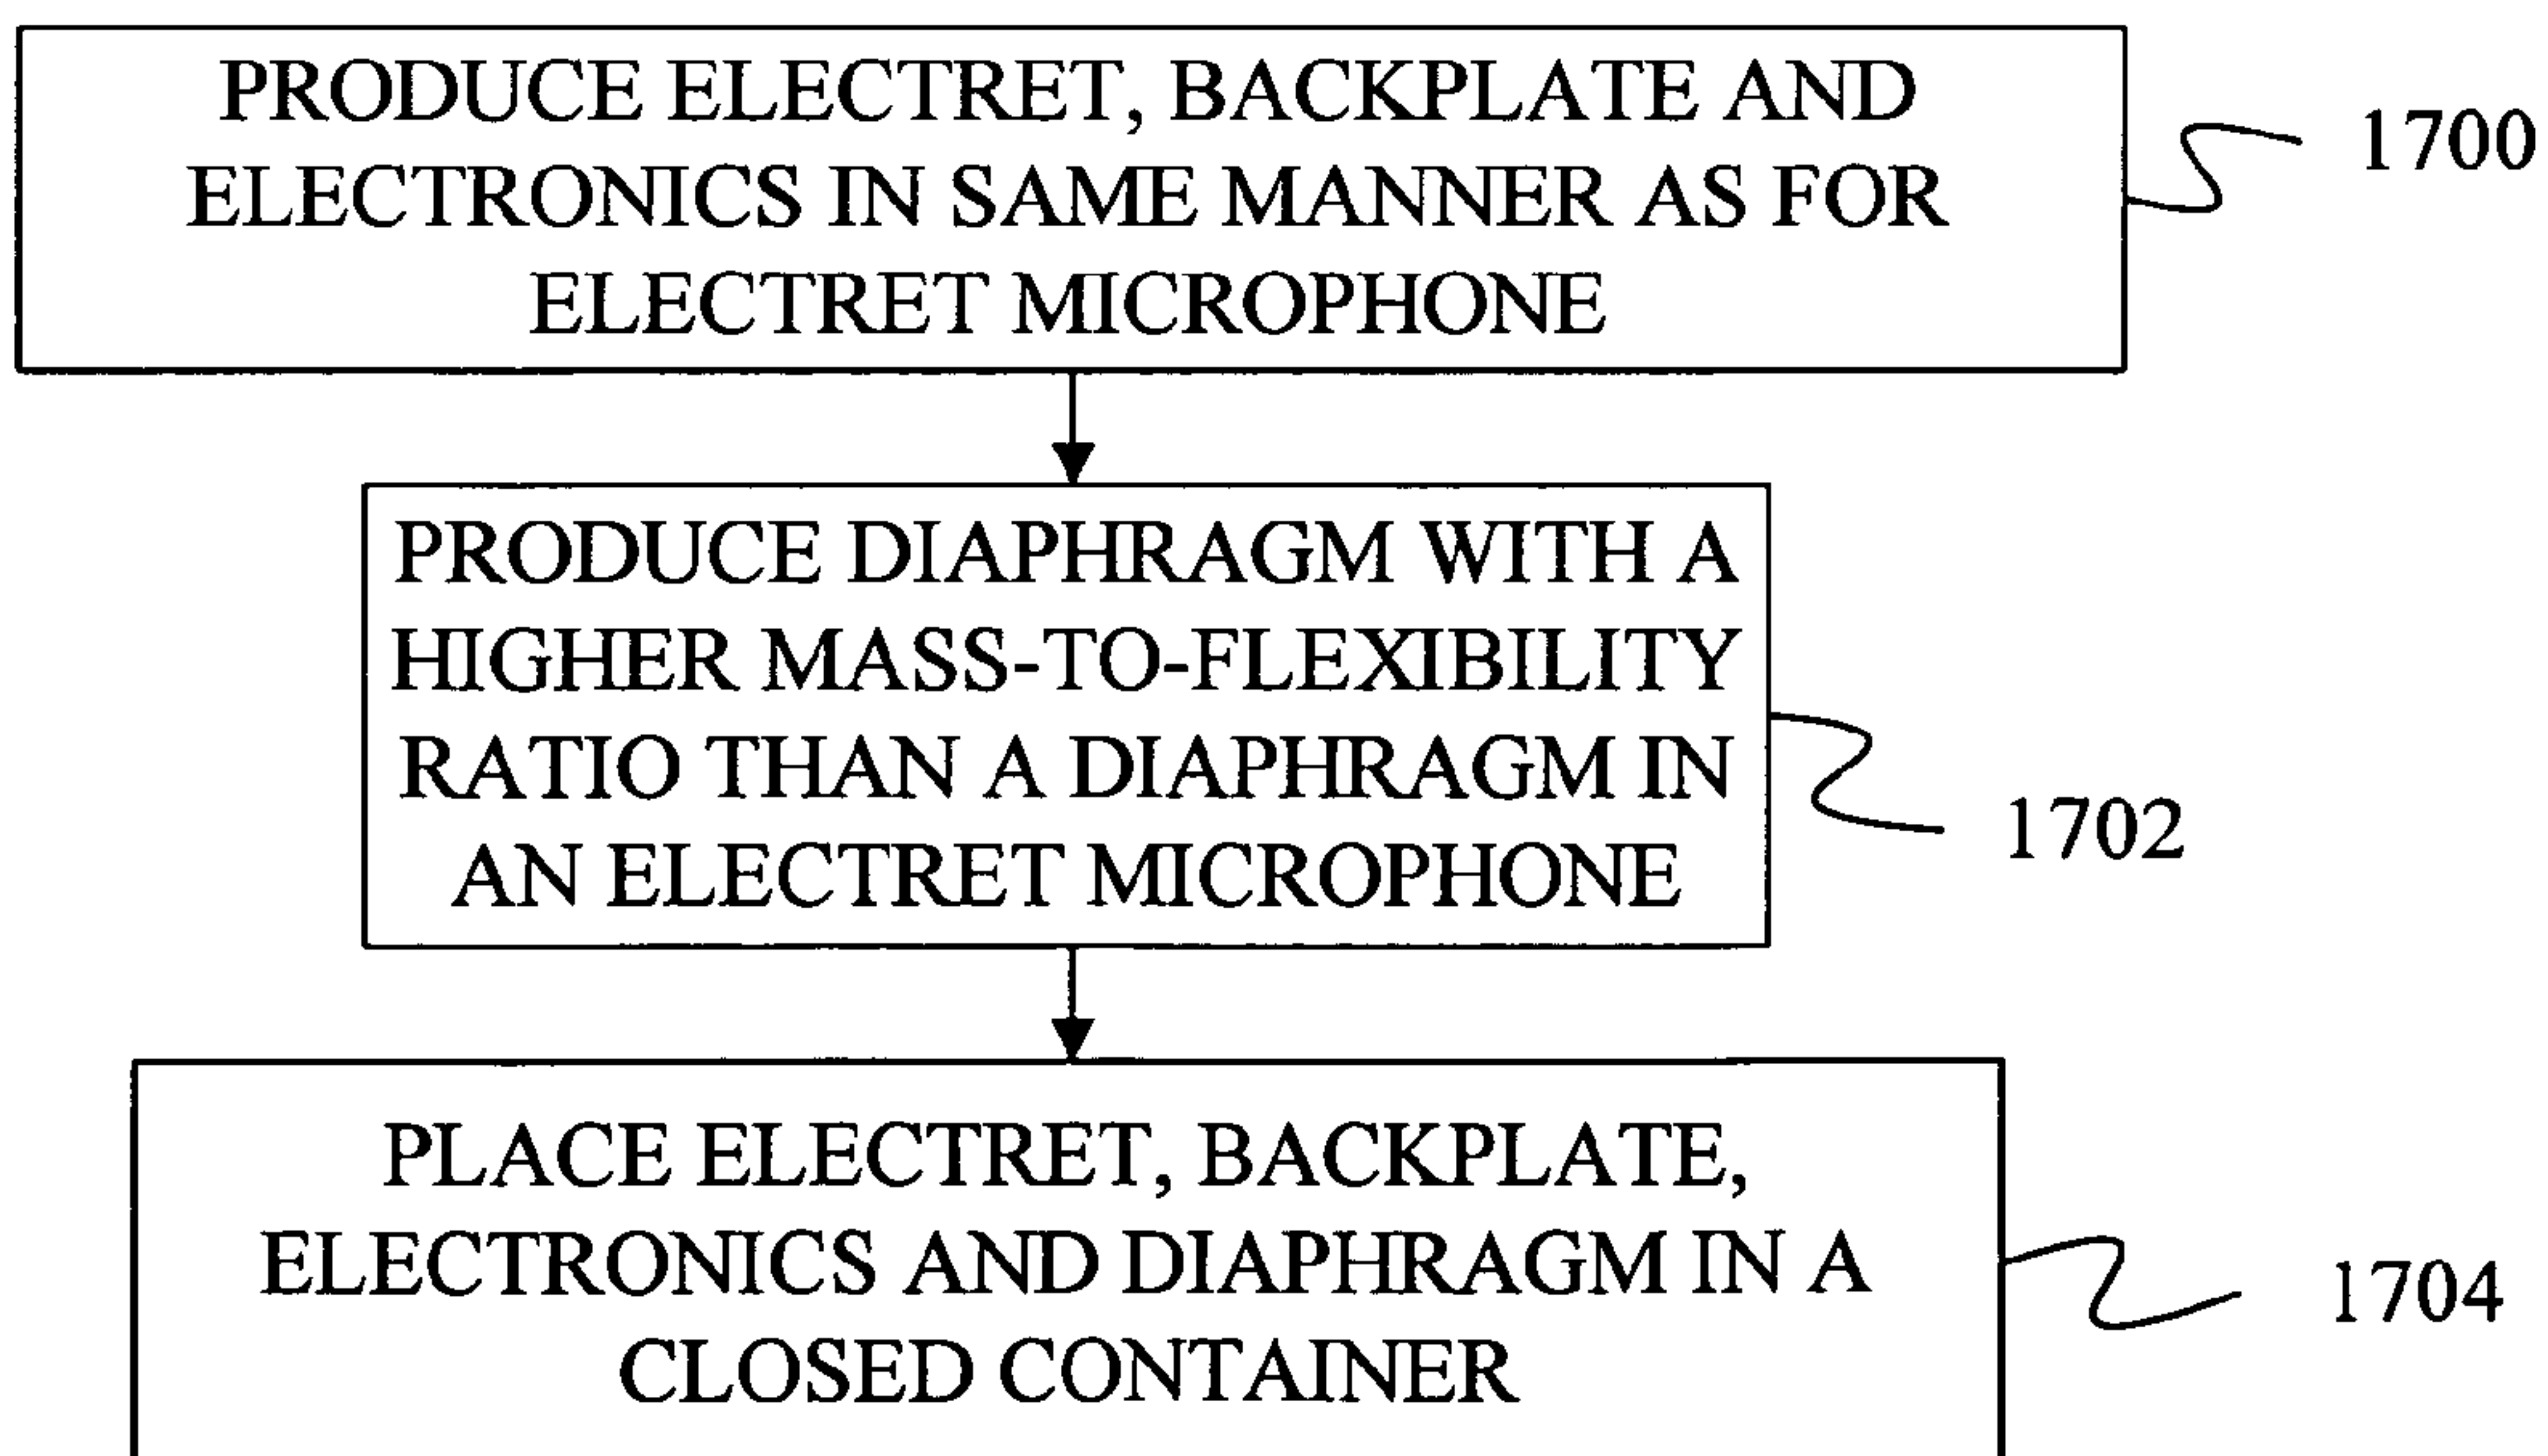 PRODUCE ELECTRET, BACKPLATE AND
ELECTRONICS IN SAME MANNER AS FOR
ELECTRET MICROPHONE
1700
PRODUCE DIAPHRAGM WITH A
HIGHER MASS-TO-FLEXIBILITY
RATIO THAN A DIAPHRAGM IN
AN ELECTRET MICROPHONE
1702
PLACE ELECTRET, BACKPLATE,
ELECTRONICS AND DIAPHRAGM IN A
CLOSED CONTAINER
1704